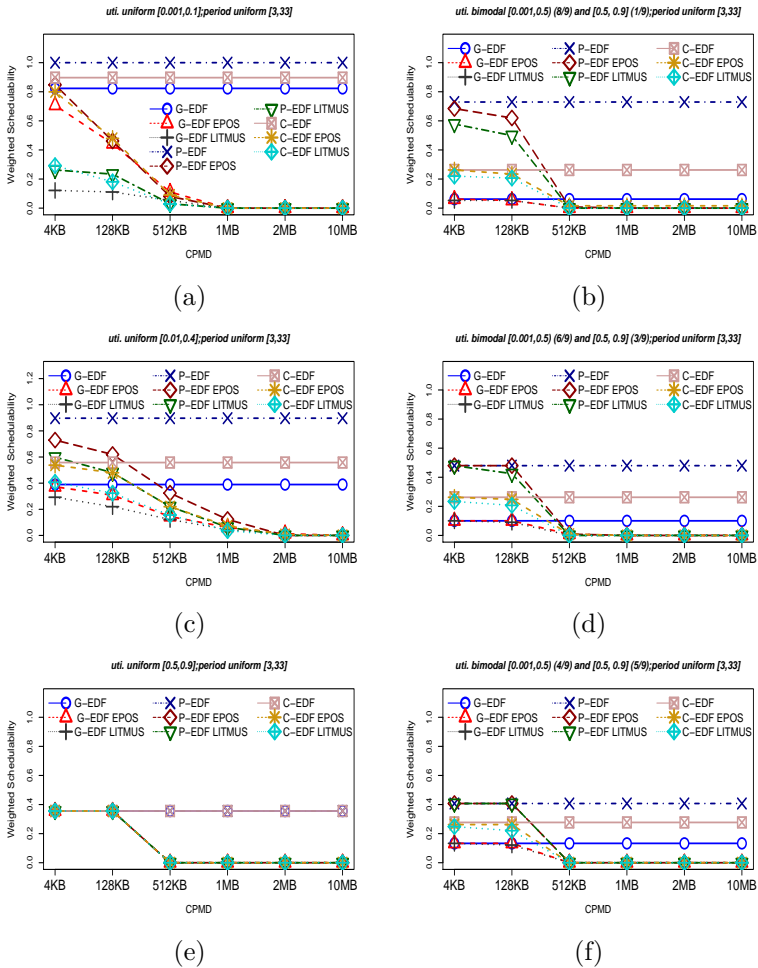 uti. uniform [0.001,0.1];period uniform [3,33]
Weighted Schedulability
0.0 0.2 0.4 0.6 0.8 1.0
G−EDF
G−EDF EPOS
G−EDF LITMUS
P−EDF
P−EDF EPOS
P−EDF LITMUS
C−EDF
C−EDF EPOS
C−EDF LITMUS
4KB 128KB 512KB 1MB 2MB 10MB
CPMD
(a)
uti. bimodal [0.001,0.5) (8/9) and [0.5, 0.9] (1/9);period uniform [3,33]
Weighted Schedulability
0.0 0.2 0.4 0.6 0.8 1.0
G−EDF
G−EDF EPOS
G−EDF LITMUS
P−EDF
P−EDF EPOS
P−EDF LITMUS
C−EDF
C−EDF EPOS
C−EDF LITMUS
4KB 128KB 512KB 1MB 2MB 10MB
CPMD
(b)
uti. uniform [0.01,0.4];period uniform [3,33]
Weighted Schedulability
0.0 0.2 0.4 0.6 0.8 1.0 1.2
G−EDF
G−EDF EPOS
G−EDF LITMUS
P−EDF
P−EDF EPOS
P−EDF LITMUS
C−EDF
C−EDF EPOS
C−EDF LITMUS
4KB 128KB 512KB 1MB 2MB 10MB
CPMD
(c)
uti. bimodal [0.001,0.5) (6/9) and [0.5, 0.9] (3/9);period uniform [3,33]
Weighted Schedulability
0.0 0.2 0.4 0.6 0.8 1.0
G−EDF
G−EDF EPOS
G−EDF LITMUS
P−EDF
P−EDF EPOS
P−EDF LITMUS
C−EDF
C−EDF EPOS
C−EDF LITMUS
4KB 128KB 512KB 1MB 2MB 10MB
CPMD
(d)
uti. uniform [0.5,0.9];period uniform [3,33]
Weighted Schedulability
0.0 0.2 0.4 0.6 0.8 1.0
G−EDF
G−EDF EPOS
G−EDF LITMUS
P−EDF
P−EDF EPOS
P−EDF LITMUS
C−EDF
C−EDF EPOS
C−EDF LITMUS
4KB 128KB 512KB 1MB 2MB 10MB
CPMD
(e)
uti. bimodal [0.001,0.5) (4/9) and [0.5, 0.9] (5/9);period uniform [3,33]
Weighted Schedulability
0.0 0.2 0.4 0.6 0.8 1.0
G−EDF
G−EDF EPOS
G−EDF LITMUS
P−EDF
P−EDF EPOS
P−EDF LITMUS
C−EDF
C−EDF EPOS
C−EDF LITMUS
4KB 128KB 512KB 1MB 2MB 10MB
CPMD
(f)